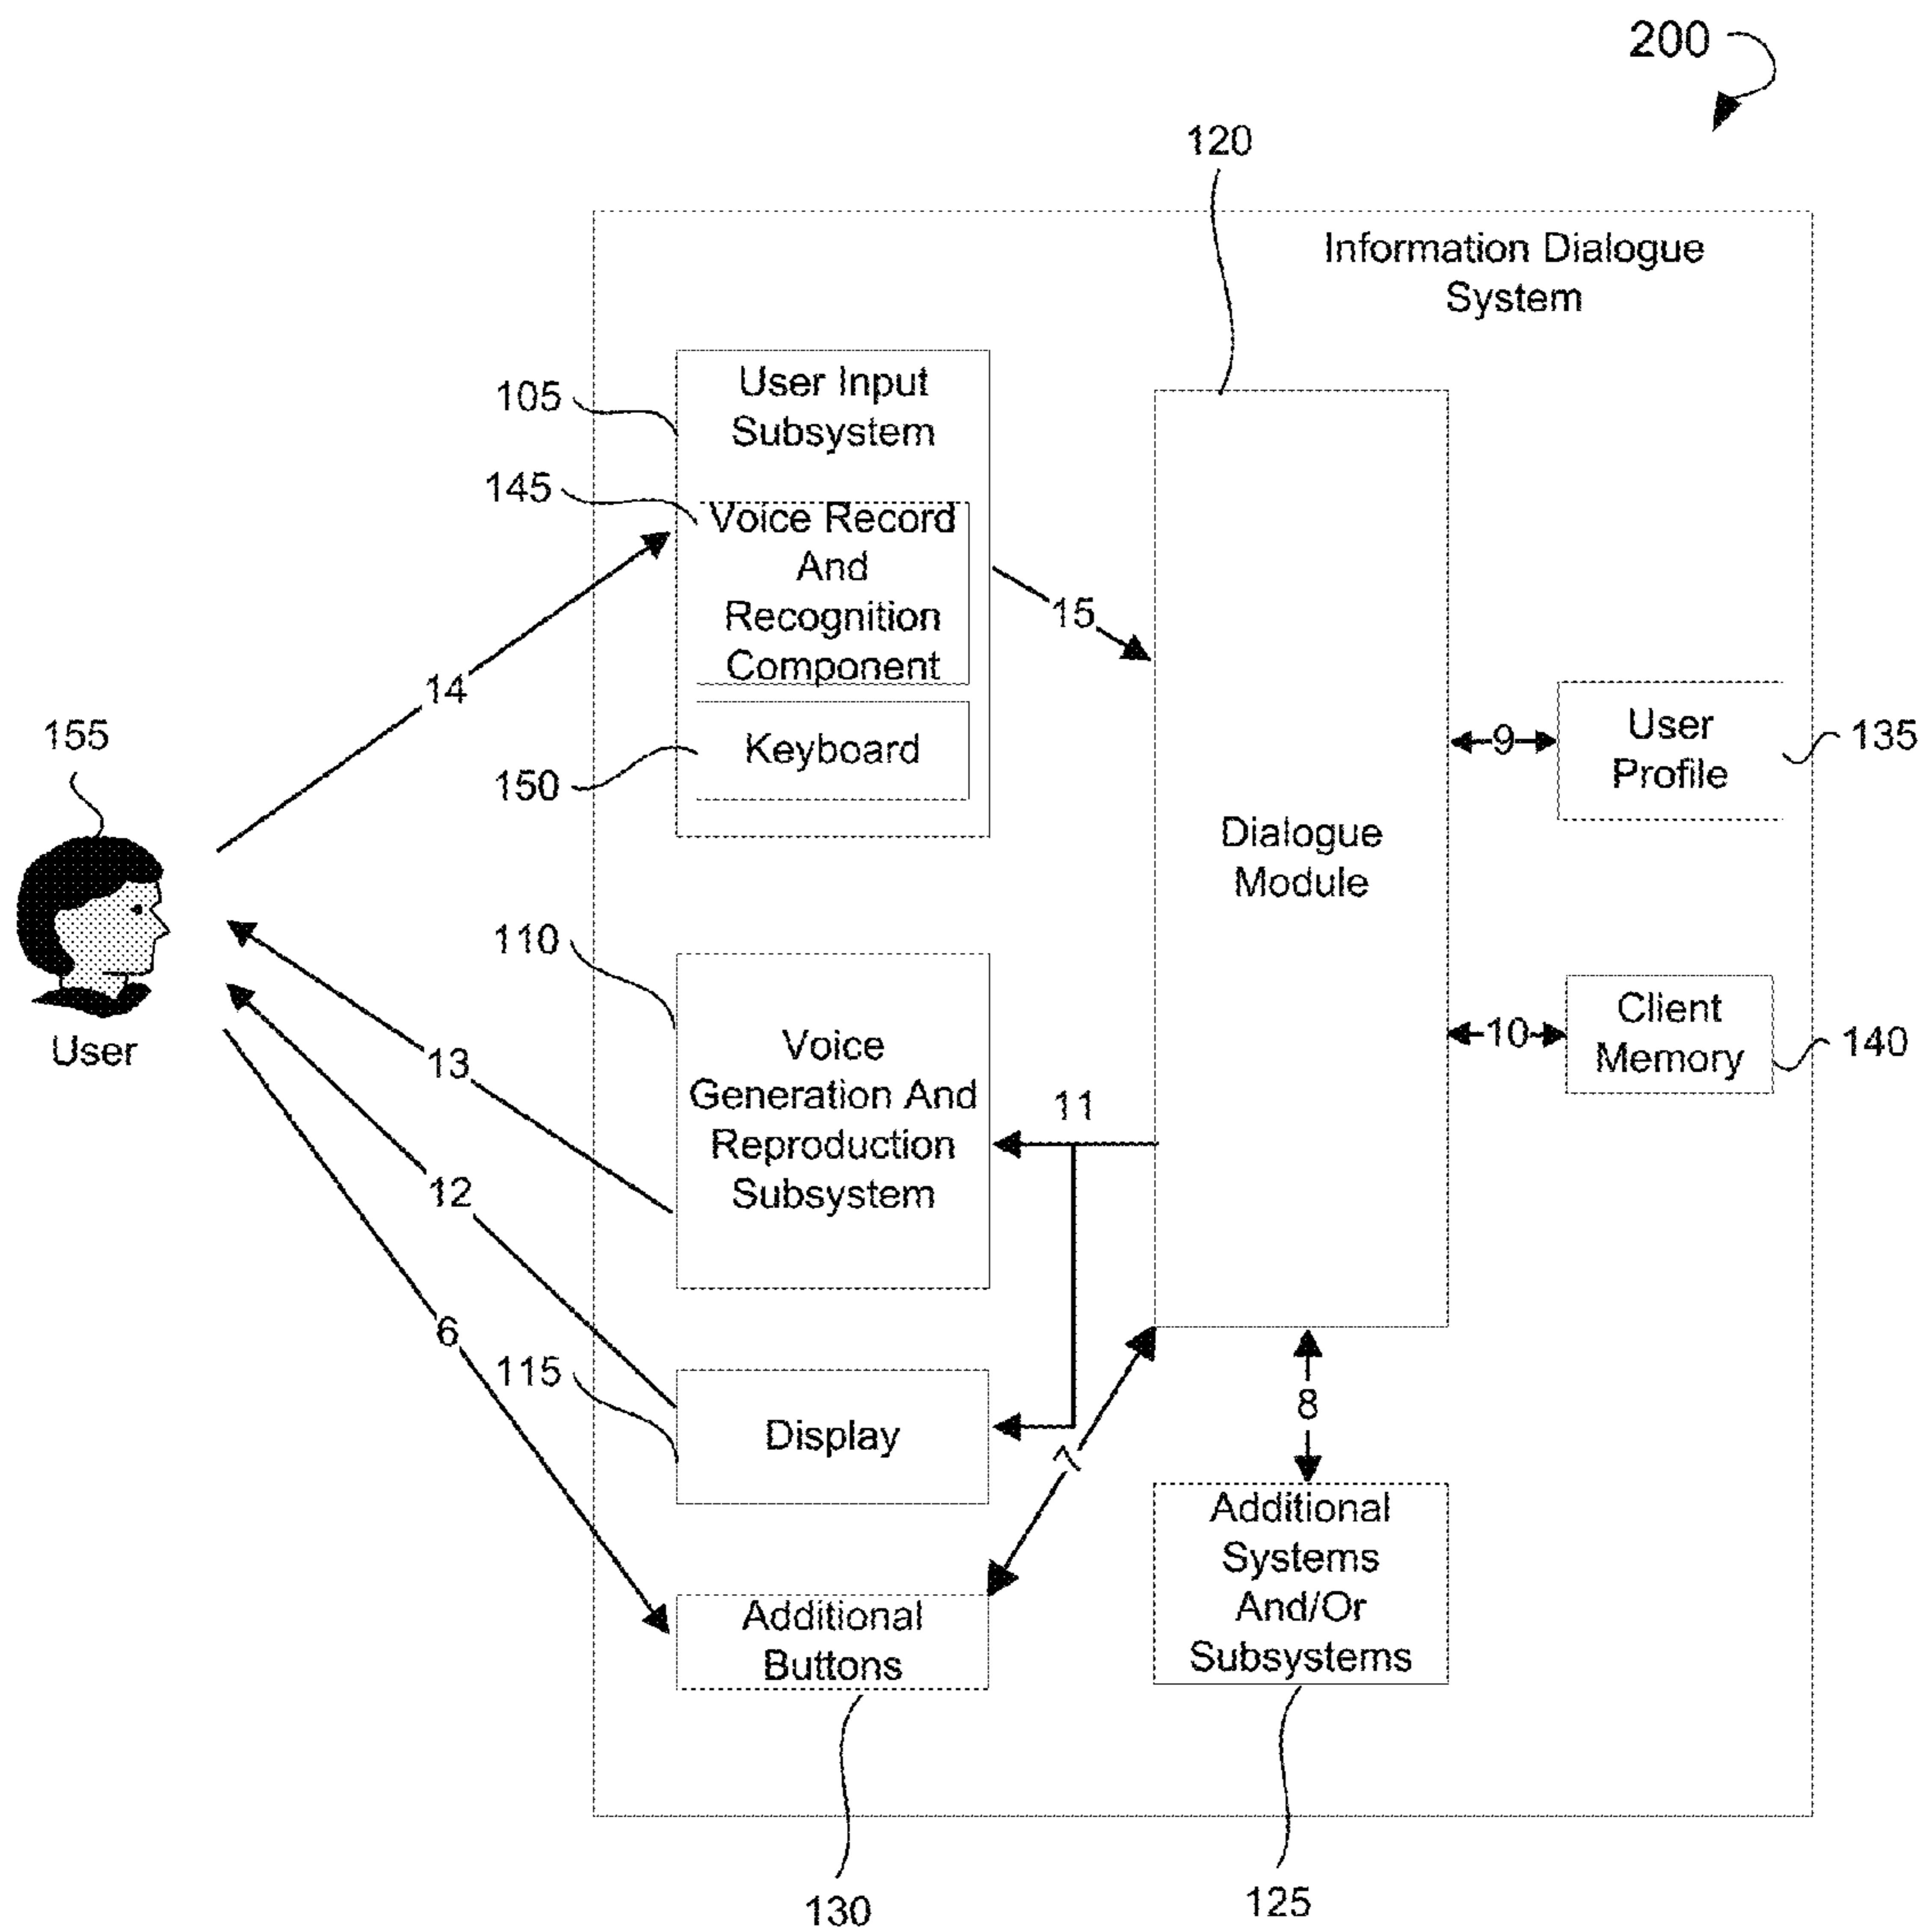 200
120
Information Dialogue
System
105
User Input
Subsystem
145
Voice Record
And
Recognition
Component
14
15
150
Keyboard
155
User
9
User
Profile
135
Dialogue
Module
110
Voice
Generation And
Reproduction
Subsystem
13
10
Client
Memory
140
11
12
6
115
Display
7
8
Additional
Systems
And/Or
Subsystems
Additional
Buttons
130
125